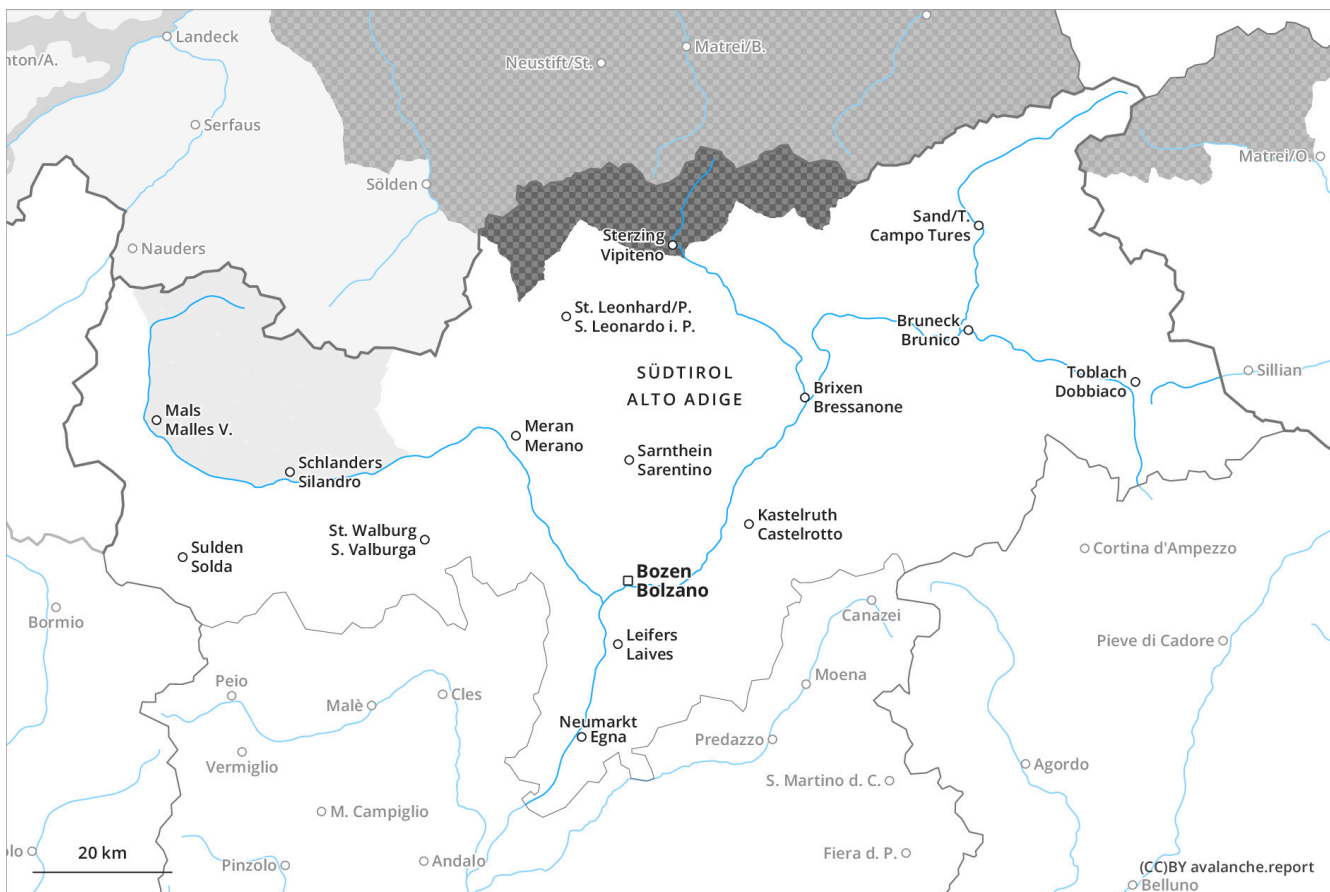 Landeck
nton/A.
Neustift/St.
Matrei/B.
Serfaus
Sölden
Matrei/O.
Nauders
Sterzing
Vipiteno
Sand/T.
Campo Tures
St. Leonhard/P.
S. Leonardo i. P.
Bruneck
Brunico
SÜDTIROL
ALTO ADIGE
Toblach
Dobbiaco
Sillian
Brixen
Bressanone
Mals
Malles V.
Meran
Merano
Schlanders
Silandro
Sarnthein
Sarentino
Kastelruth
Castelrotto
St. Walburg
S. Valburga
Sulden
Solda
Cortina d'Ampezzo
Bozen
Bolzano
Bormio
Canazei
Leifers
Laives
Pieve di Cadore
Peio
Malè
Cles
Moena
Neumarkt
Egna
Predazzo
Vermiglio
Agordo
S. Martino d. C.
M. Campiglio
olo
20 km
Pinzolo
Andalo
Fiera d. P.
(CC)BY avalanche.report
Belluno